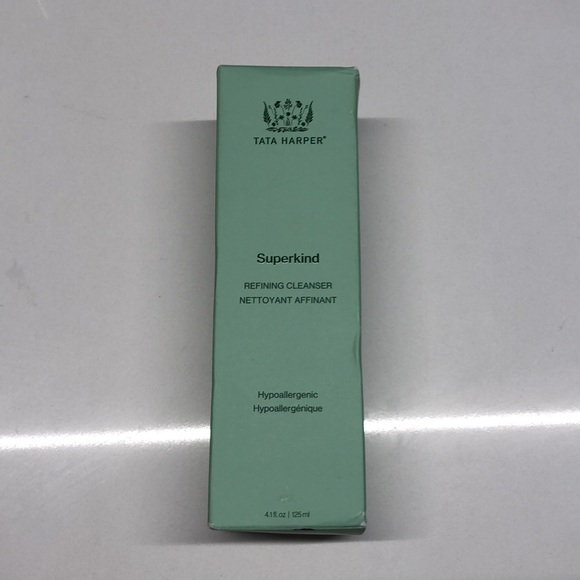 TATA HARPER®
Superkind
REFINING CLEANSER
NETTOYANT AFFINANT
Hypoallergenic
Hypoallergénique
4.1 fl. oz | 125 ml